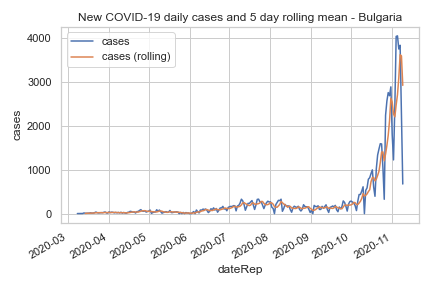 New COVID-19 daily cases and 5 day rolling mean - Bulgaria
cases
cases (rolling)
4000
3000
2000
1000
0
cases
2020-03
2020-04
2020-05
2020-06
2020-07
2020-08
2020-09
2020-10
2020-11
dateRep